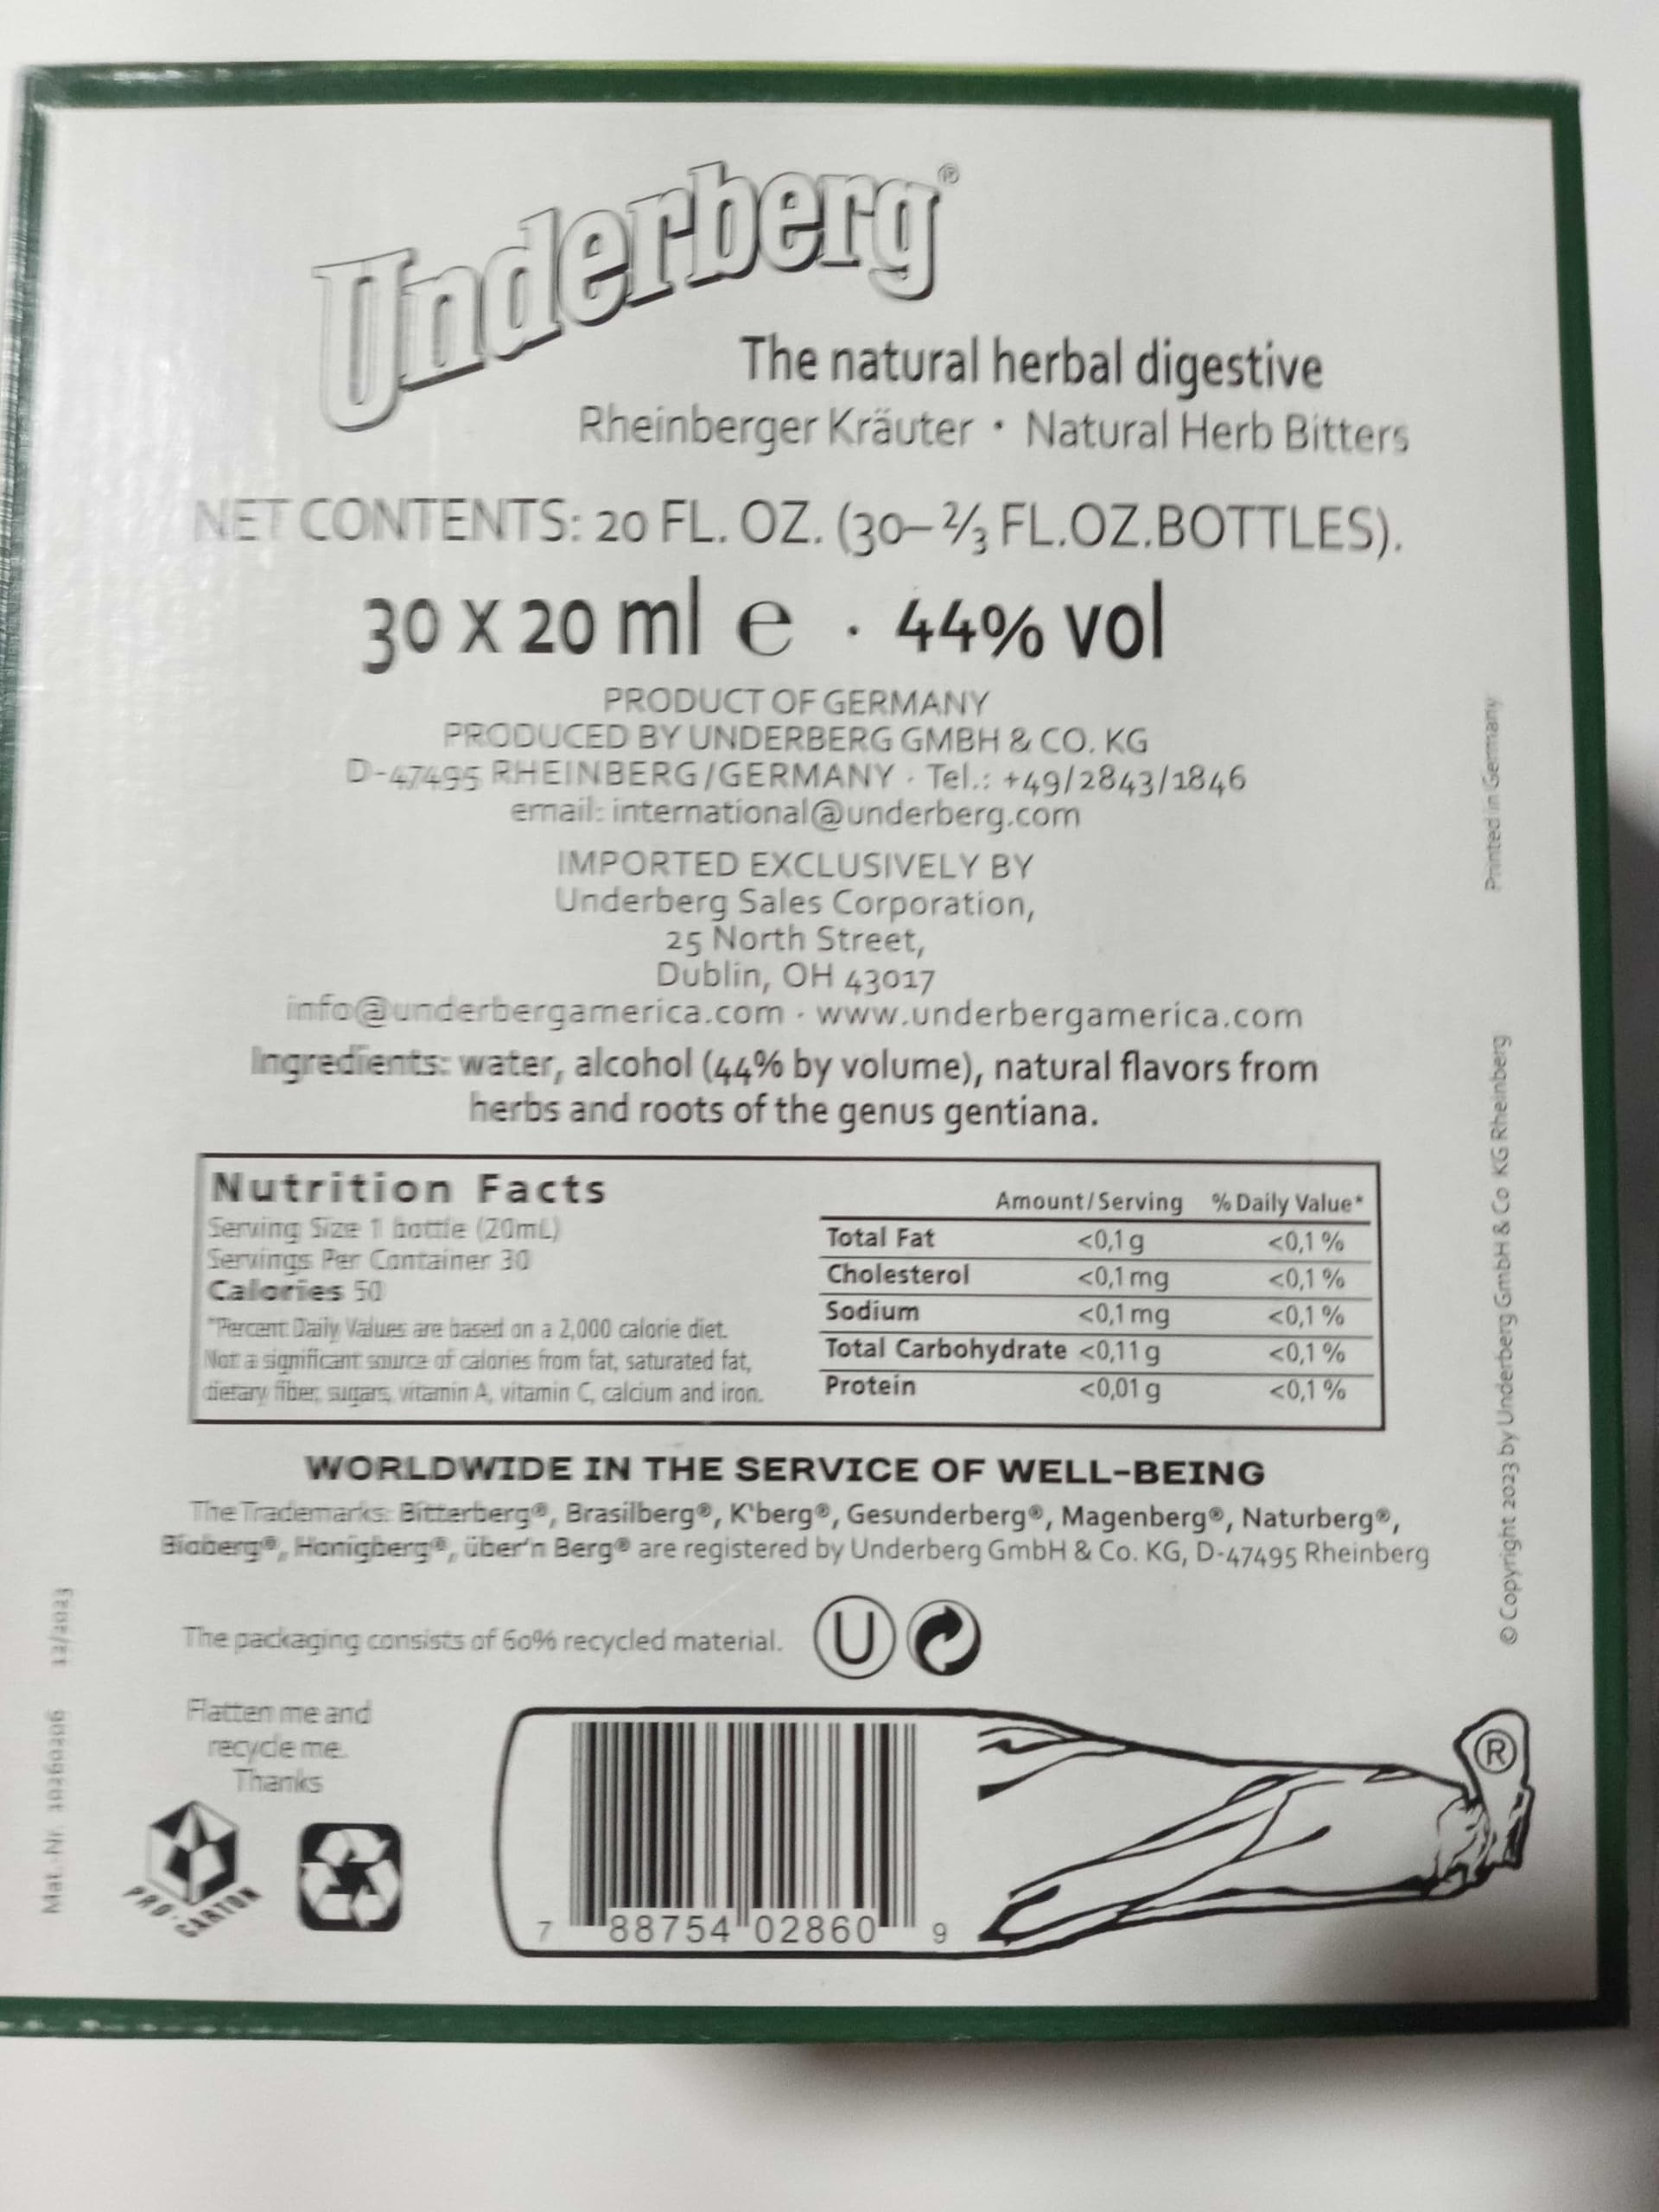 Underberg®
The natural herbal digestive
Rheinberger Kräuter • Natural Herb Bitters
NET CONTENTS: 20 FL. OZ. (30–⅔ FL.OZ.BOTTLES).
30 x 20 ml e · 44% vol
PRODUCT OF GERMANY
PRODUCED BY UNDERBERG GMBH & CO. KG
D-47495 RHEINBERG/GERMANY · Tel.: +49/2843/1846
email: international@underberg.com
IMPORTED EXCLUSIVELY BY
Underberg Sales Corporation,
25 North Street,
Dublin, OH 43017
info@underbergamerica.com · www.underbergamerica.com
Ingredients: water, alcohol (44% by volume), natural flavors from
herbs and roots of the genus gentiana.
Nutrition Facts
Serving Size 1 bottle (20mL)
Servings Per Container 30
Calories 50
*Percent Daily Values are based on a 2,000 calorie diet.
Not a significant source of calories from fat, saturated fat,
dietary fiber, sugars, vitamin A, vitamin C, calcium and iron.
Amount/Serving % Daily Value*
Total Fat <0,1 g <0,1 %
Cholesterol <0,1 mg <0,1 %
Sodium <0,1 mg <0,1 %
Total Carbohydrate <0,11 g <0,1 %
Protein <0,01 g <0,1 %
WORLDWIDE IN THE SERVICE OF WELL-BEING
The Trademarks: Bitterberg®, Brasilberg®, K'berg®, Gesunderberg®, Magenberg®, Naturberg®,
Bioberg®, Honigberg®, über'n Berg® are registered by Underberg GmbH & Co. KG, D-47495 Rheinberg
The packaging consists of 60% recycled material.
U
Flatten me and
recycle me.
Thanks
PRO CARTON
7 88754 02860 9
®
Mat.-Nr. 10260206 12/2023
© Copyright 2023 by Underberg GmbH & Co KG Rheinberg
Printed in Germany